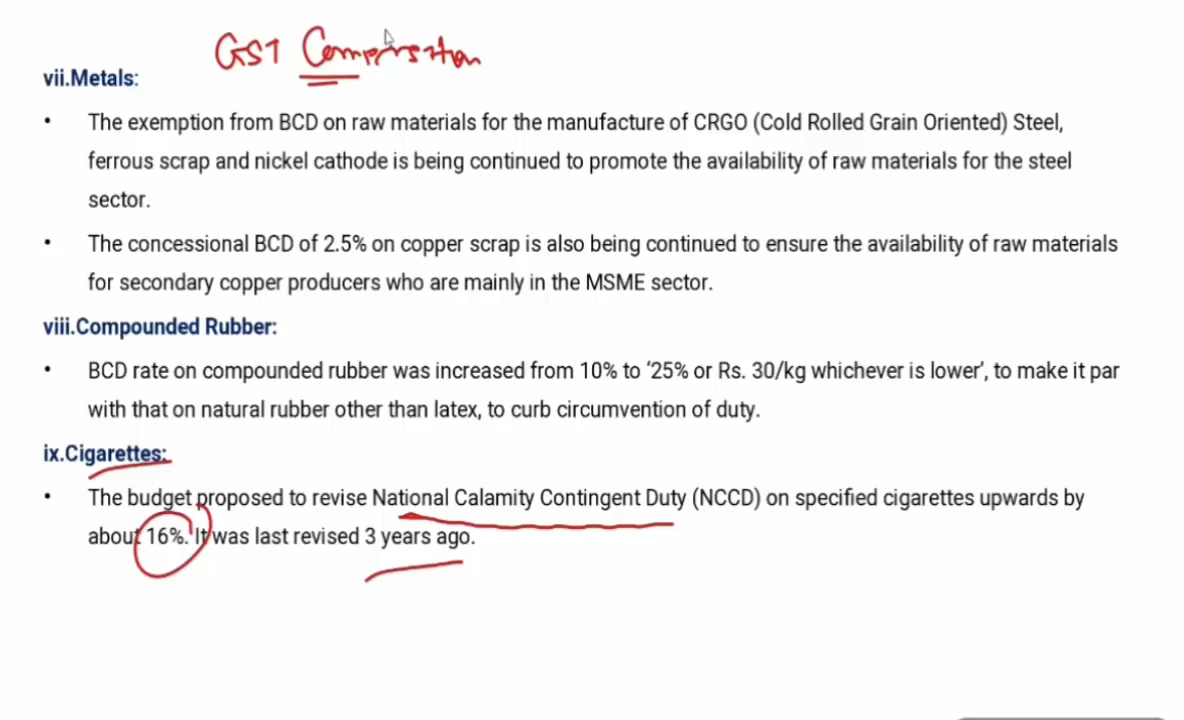 GST Compensation
vii.Metals:
• The exemption from BCD on raw materials for the manufacture of CRGO (Cold Rolled Grain Oriented) Steel,
ferrous scrap and nickel cathode is being continued to promote the availability of raw materials for the steel
sector.
• The concessional BCD of 2.5% on copper scrap is also being continued to ensure the availability of raw materials
for secondary copper producers who are mainly in the MSME sector.
viii.Compounded Rubber:
• BCD rate on compounded rubber was increased from 10% to ‘25% or Rs. 30/kg whichever is lower’, to make it par
with that on natural rubber other than latex, to curb circumvention of duty.
ix.Cigarettes:
• The budget proposed to revise National Calamity Contingent Duty (NCCD) on specified cigarettes upwards by
about 16%. It was last revised 3 years ago.